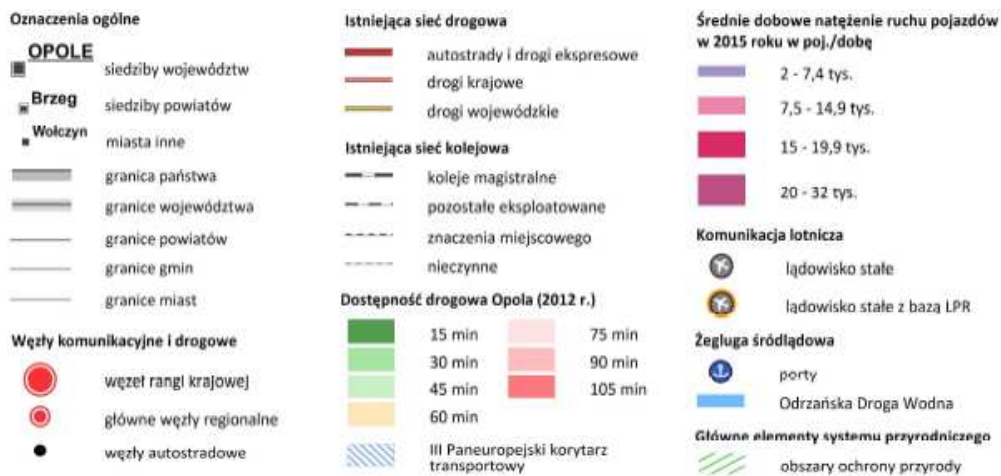 Oznaczenia ogólne
OPOLE
siedziby województw
Brzeg
siedziby powiatów
Wołczyn
miasta inne
granica państwa
granice województwa
granice powiatów
granice gmin
granice miast
Węzły komunikacyjne i drogowe
węzeł rangi krajowej
główne węzły regionalne
węzły autostradowe
Istniejąca sieć drogowa
autostrady i drogi ekspresowe
drogi krajowe
drogi wojewódzkie
Istniejąca sieć kolejowa
koleje magistralne
pozostałe eksploatowane
znaczenia miejscowego
nieczynne
Dostępność drogowa Opola (2012 r.)
15 min
30 min
45 min
60 min
75 min
90 min
105 min
III Paneuropejski korytarz
transportowy
Średnie dobowe natężenie ruchu pojazdów
w 2015 roku w poj./dobę
2 - 7,4 tys.
7,5 - 14,9 tys.
15 - 19,9 tys.
20 - 32 tys.
Komunikacja lotnicza
lądowisko stałe
lądowisko stałe z bazą LPR
Żegluga śródlądowa
porty
Odrzańska Droga Wodna
Główne elementy systemu przyrodniczego
obszary ochrony przyrody